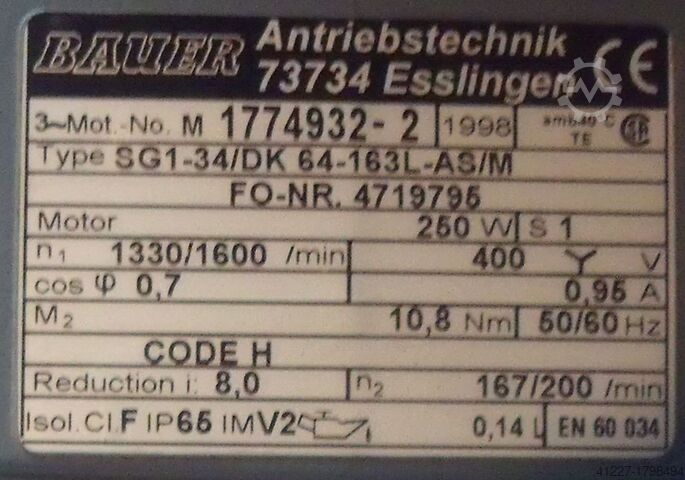 BAUER Antriebstechnik
73734 Esslingen CE
3~Mot.-No. M 1774932-2 1998 amb40°C
TE
Type SG1-34/DK 64-163L-AS/M
FO-NR. 4719795
Motor 250 W S 1
n1 1330/1600 /min 400 Y V
cos φ 0,7 0,95 A
M2 10,8 Nm 50/60 Hz
CODE H
Reduction i: 8,0 n2 167/200 /min
Isol.Cl.F IP65 IMV2 0,14 L EN 60 034
41227-1798494